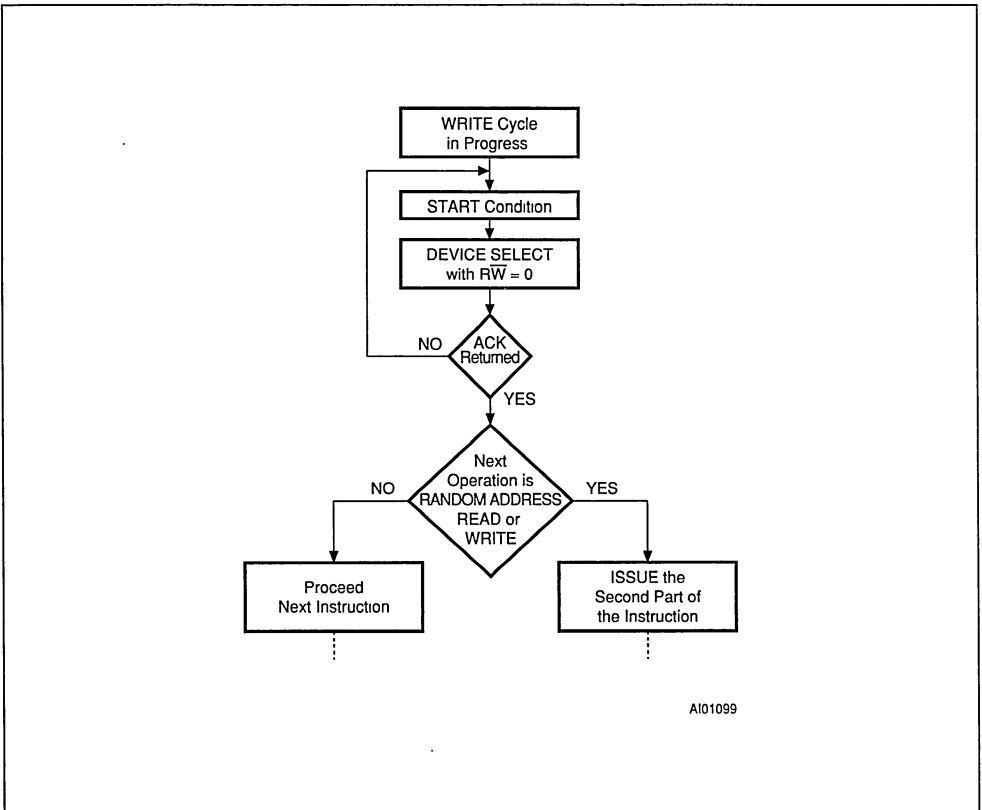 WRITE Cycle
in Progress
START Condition
DEVICE SELECT
with RW̅ = 0
NO
ACK
Returned
YES
Next
Operation is
RANDOM ADDRESS
READ or
WRITE
NO
YES
Proceed
Next Instruction
ISSUE the
Second Part of
the Instruction
AI01099